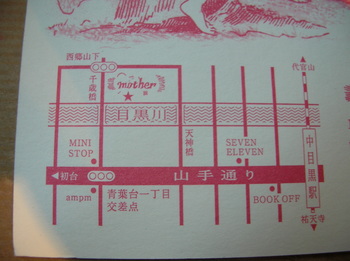 西郷山下
代官山
千歳橋
mother
目黒川
天神橋
MINI
STOP
SEVEN
ELEVEN
中目黒駅
◀初台
山手通り
ampm
青葉台一丁目
交差点
BOOK OFF
祐天寺